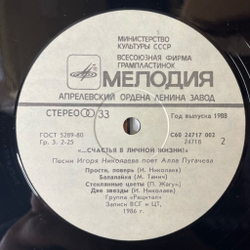 МИНИСТЕРСТВО
КУЛЬТУРЫ СССР
ВСЕСОЮЗНАЯ ФИРМА
ГРАМПЛАСТИНОК
МЕЛОДИЯ
АПРЕЛЕВСКИЙ ОРДЕНА ЛЕНИНА ЗАВОД
СТЕРЕО 33
Год выпуска 1988
ГОСТ 5289-80
Гр. 3. 2-25
С60 24717 002
24718 2
«...СЧАСТЬЯ В ЛИЧНОЙ ЖИЗНИ!»
Песни Игоря Николаева поет Алла Пугачева
Прости, поверь (И. Николаев)
Балалайка (М. Танич)
Стеклянные цветы (П. Жагу)
Две звезды (И. Николаев)
Группа «Рецитал»
Записи ВСГ и ЦТ,
1986 г.